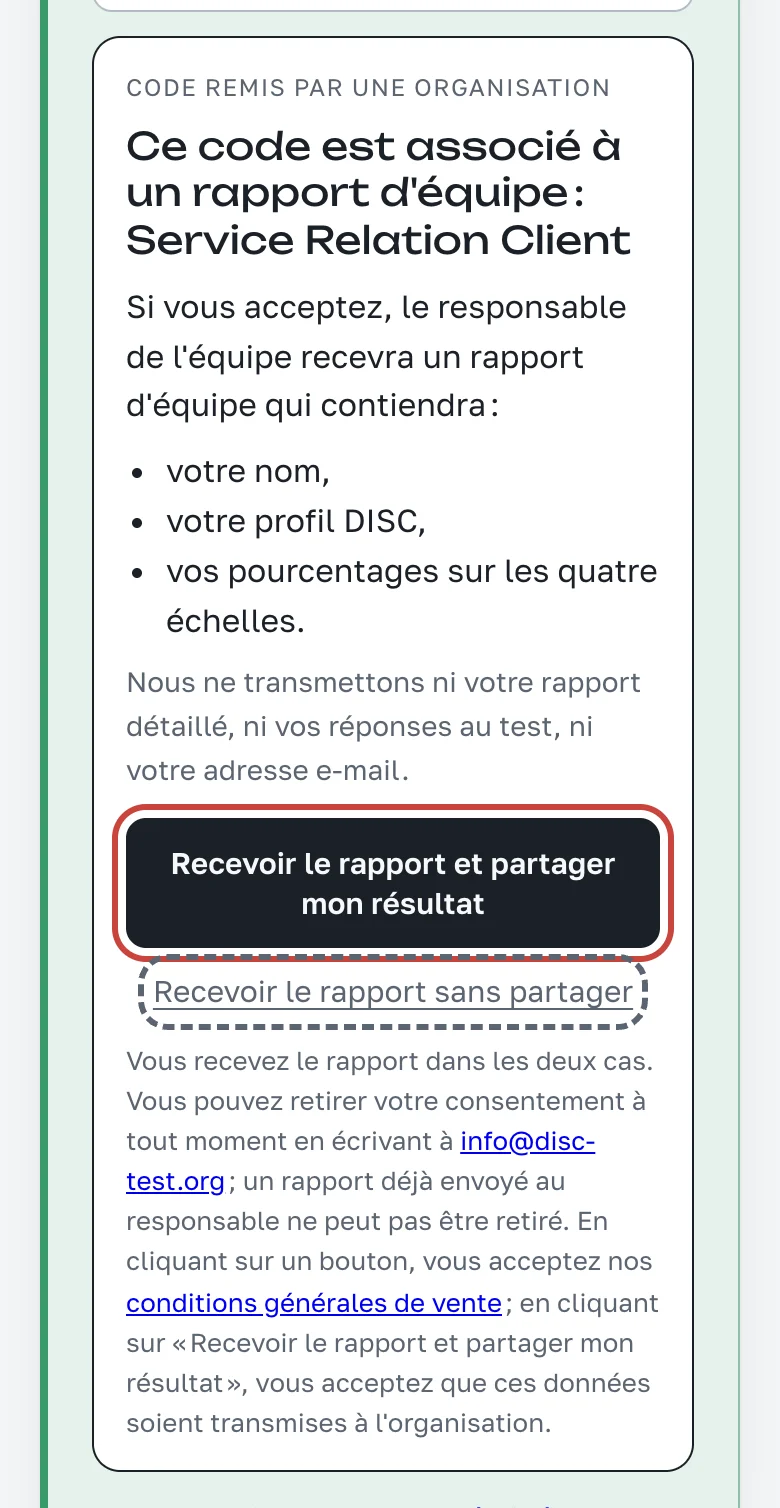 CODE REMIS PAR UNE ORGANISATION
Ce code est associé à
un rapport d'équipe :
Service Relation Client
Si vous acceptez, le responsable
de l'équipe recevra un rapport
d'équipe qui contiendra :
• votre nom,
• votre profil DISC,
• vos pourcentages sur les quatre
échelles.
Nous ne transmettons ni votre rapport
détaillé, ni vos réponses au test, ni
votre adresse e-mail.
Recevoir le rapport et partager
mon résultat
Recevoir le rapport sans partager
Vous recevez le rapport dans les deux cas.
Vous pouvez retirer votre consentement à
tout moment en écrivant à info@disc-
test.org ; un rapport déjà envoyé au
responsable ne peut pas être retiré. En
cliquant sur un bouton, vous acceptez nos
conditions générales de vente ; en cliquant
sur « Recevoir le rapport et partager mon
résultat », vous acceptez que ces données
soient transmises à l'organisation.